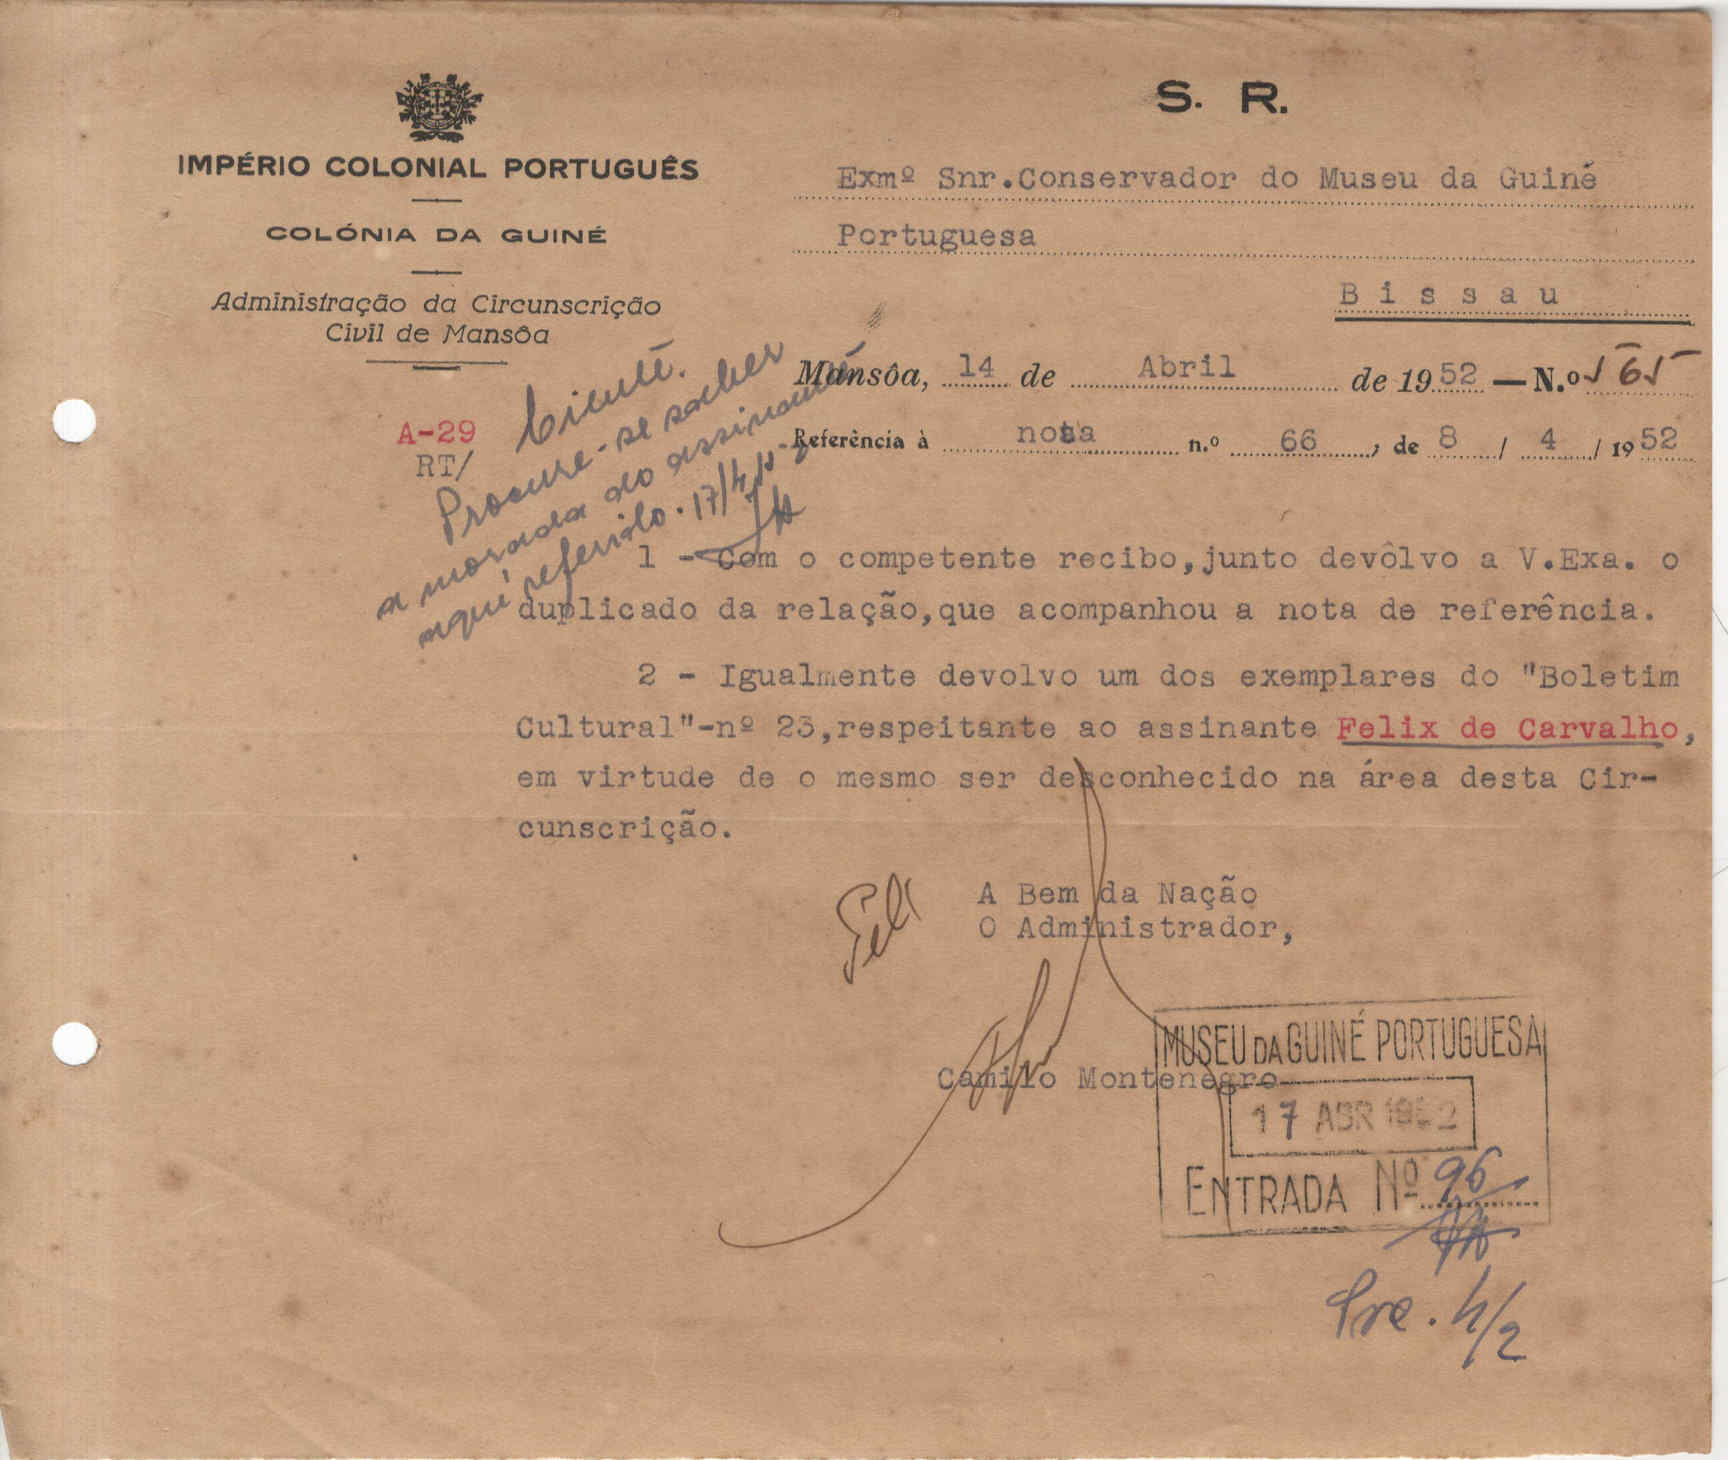 S. R.
IMPÉRIO COLONIAL PORTUGUÊS
COLÓNIA DA GUINÉ
Administração da Circunscrição
Civil de Mansôa
Exmº Snr.Conservador do Museu da Guiné
Portuguesa
Bissau
Mansôa, 14 de Abril de 1952 — N.º 565
Referência à nota n.º 66, de 8 / 4 / 1952
A-29
RT/
Ciente.
Procure-se saber
a morada do assinante
aqui referido. 17/4/52
1 - Com o competente recibo,junto devôlvo a V.Exa. o
duplicado da relação,que acompanhou a nota de referência.
2 - Igualmente devolvo um dos exemplares do "Boletim
Cultural"-nº 23,respeitante ao assinante Felix de Carvalho,
em virtude de o mesmo ser desconhecido na área desta Cir-
cunscrição.
A Bem da Nação
O Administrador,
Camilo Montenegro
MUSEU DA GUINÉ PORTUGUESA
17 ABR 1952
ENTRADA Nº 96
4/2